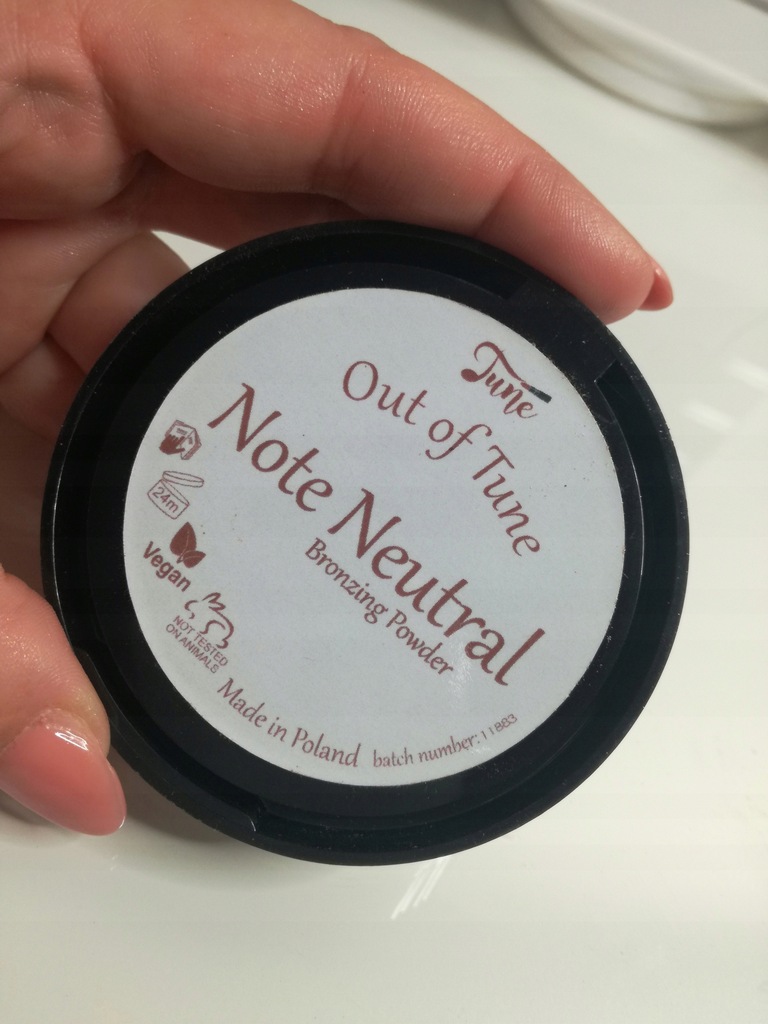 Tune
Out of Tune
Note Neutral
Bronzing Powder
24m
Vegan
NOT TESTED
ON ANIMALS
Made in Poland
batch number: 11883